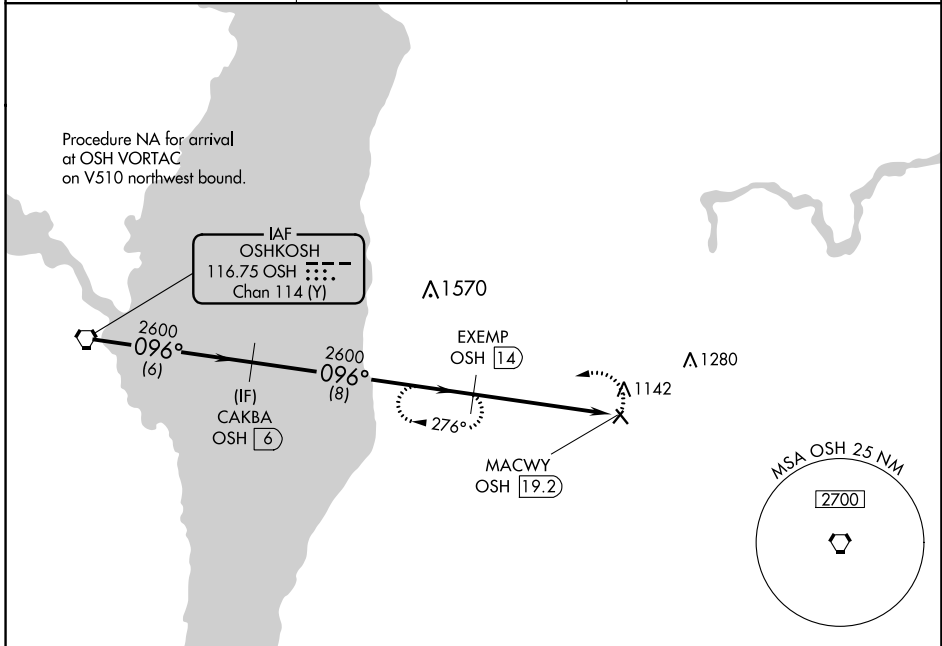 Procedure NA for arrival
at OSH VORTAC
on V510 northwest bound.
IAF
OSHKOSH
116.75 OSH
Chan 114 (Y)
1570
2600
096°
(6)
(IF)
CAKBA
OSH 6
2600
096°
(8)
EXEMP
OSH 14
276°
1280
1142
MACWY
OSH 19.2
MSA OSH 25 NM
2700